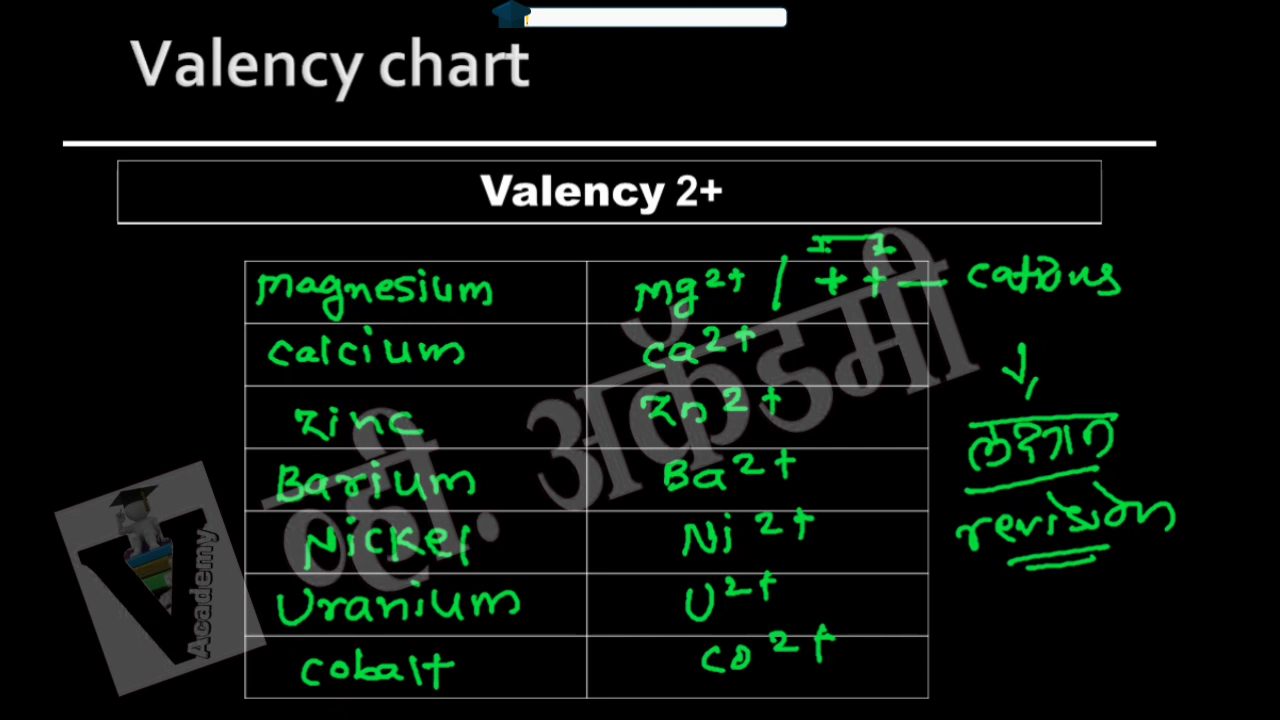 Valency chart
Valency 2+
Magnesium Mg²⁺ / ++ — cations
Calcium Ca²⁺
Zinc Zn²⁺
Barium Ba²⁺
Nickel Ni²⁺
Uranium U²⁺
Cobalt Co²⁺
लक्षात
revision
व्ही. अकॅडमी
V
Academy